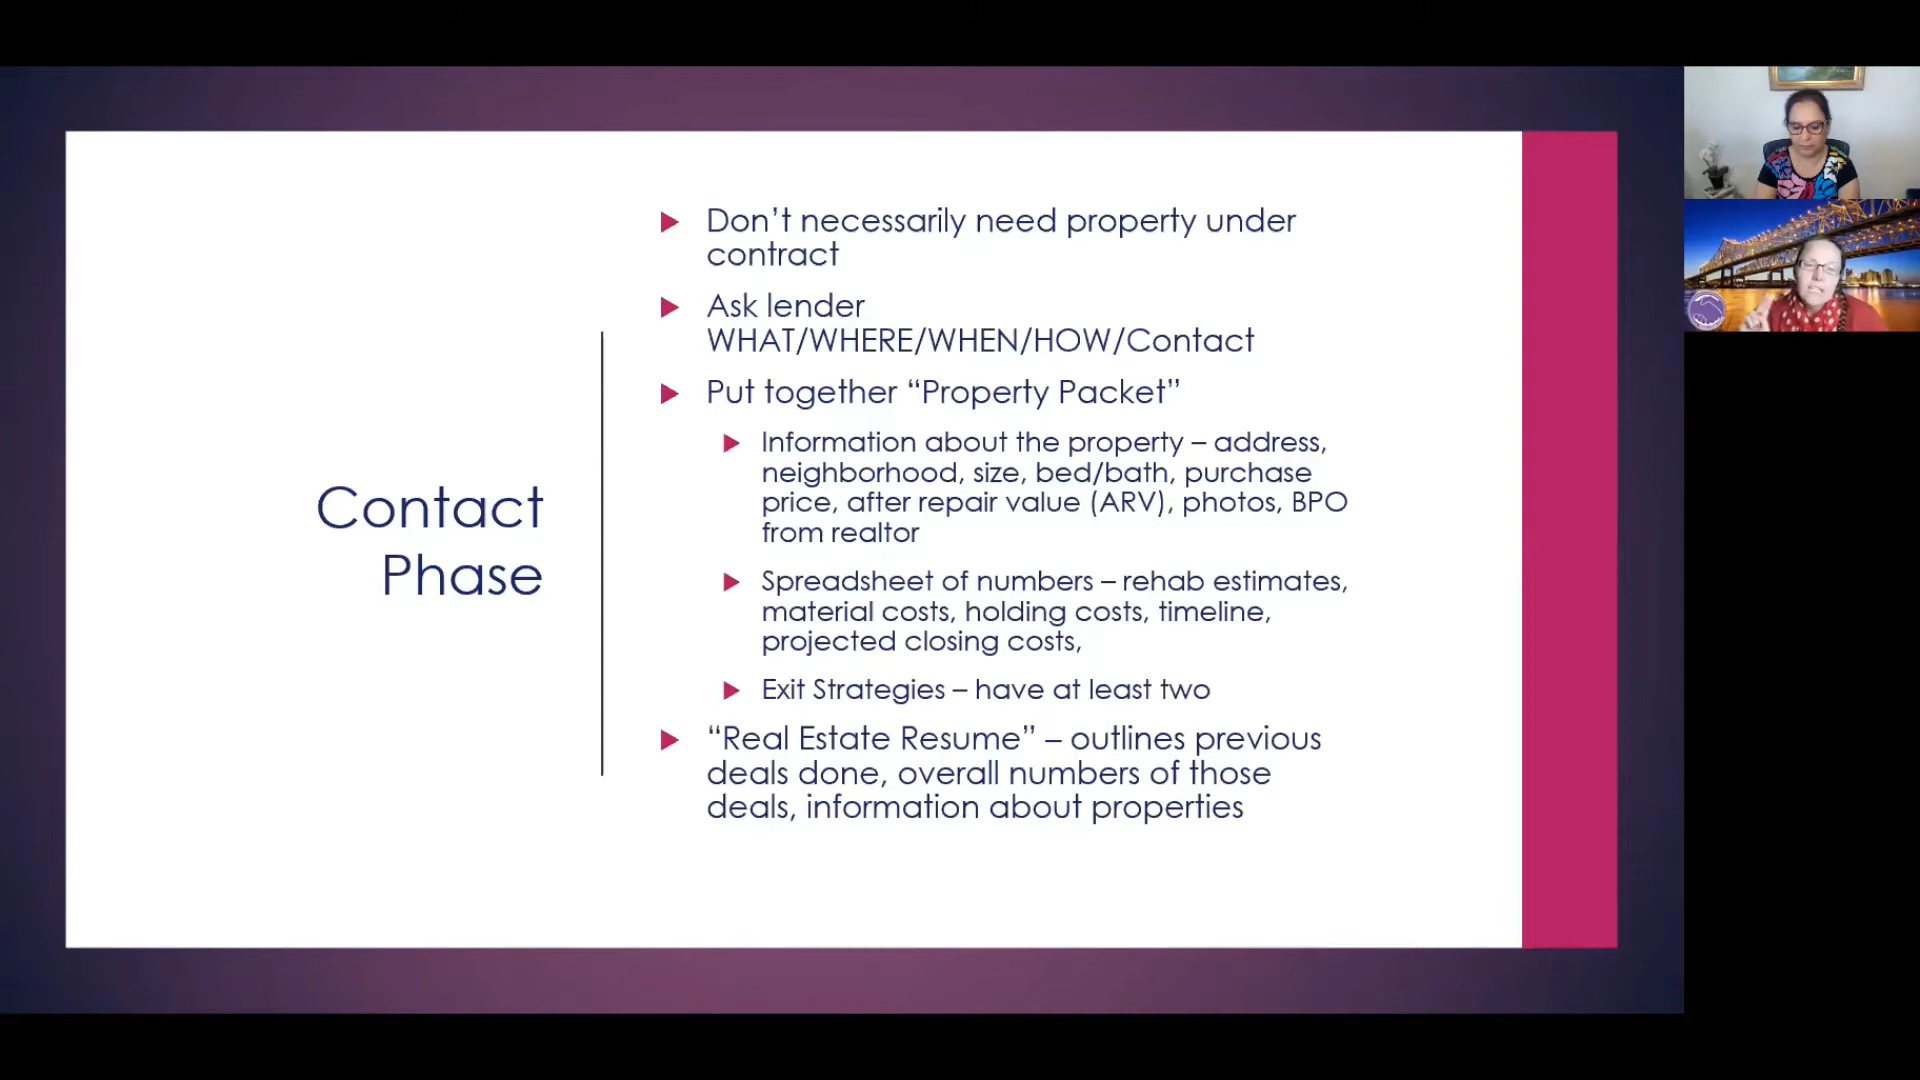 Contact
Phase
Don’t necessarily need property under
contract
Ask lender
WHAT/WHERE/WHEN/HOW/Contact
Put together “Property Packet”
Information about the property – address,
neighborhood, size, bed/bath, purchase
price, after repair value (ARV), photos, BPO
from realtor
Spreadsheet of numbers – rehab estimates,
material costs, holding costs, timeline,
projected closing costs,
Exit Strategies – have at least two
“Real Estate Resume” – outlines previous
deals done, overall numbers of those
deals, information about properties